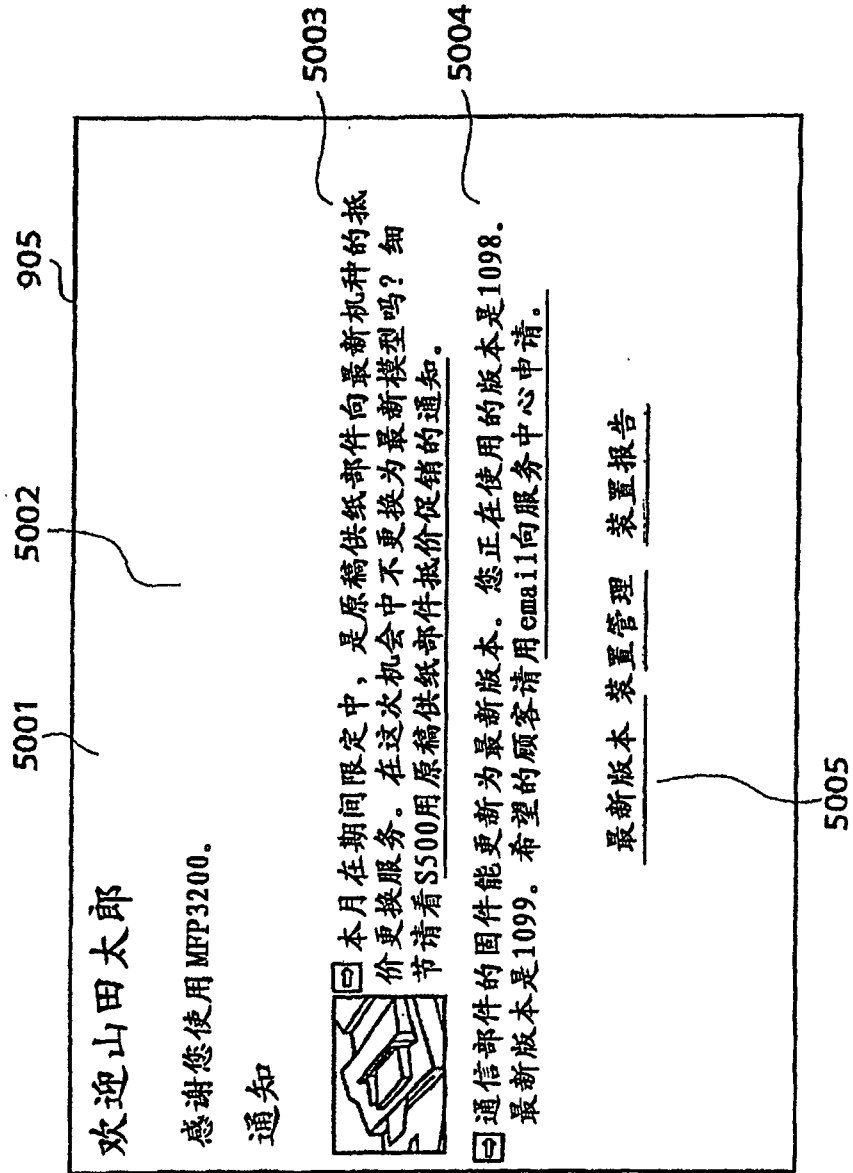 905
5001
5002
欢迎山田太郎
感谢您使用MFP3200。
通知
本月在期间限定中，是原稿供纸部件向最新机种的抵
价更换服务。在这次机会中不更换为最新模型吗？细
节请看S500用原稿供纸部件抵价促销的通知。
5003
通信部件的固件能更新为最新版本。您正在使用的版本是1098。
最新版本是1099。希望的顾客请用email向服务中心申请。
5004
最新版本 装置管理 装置报告
5005